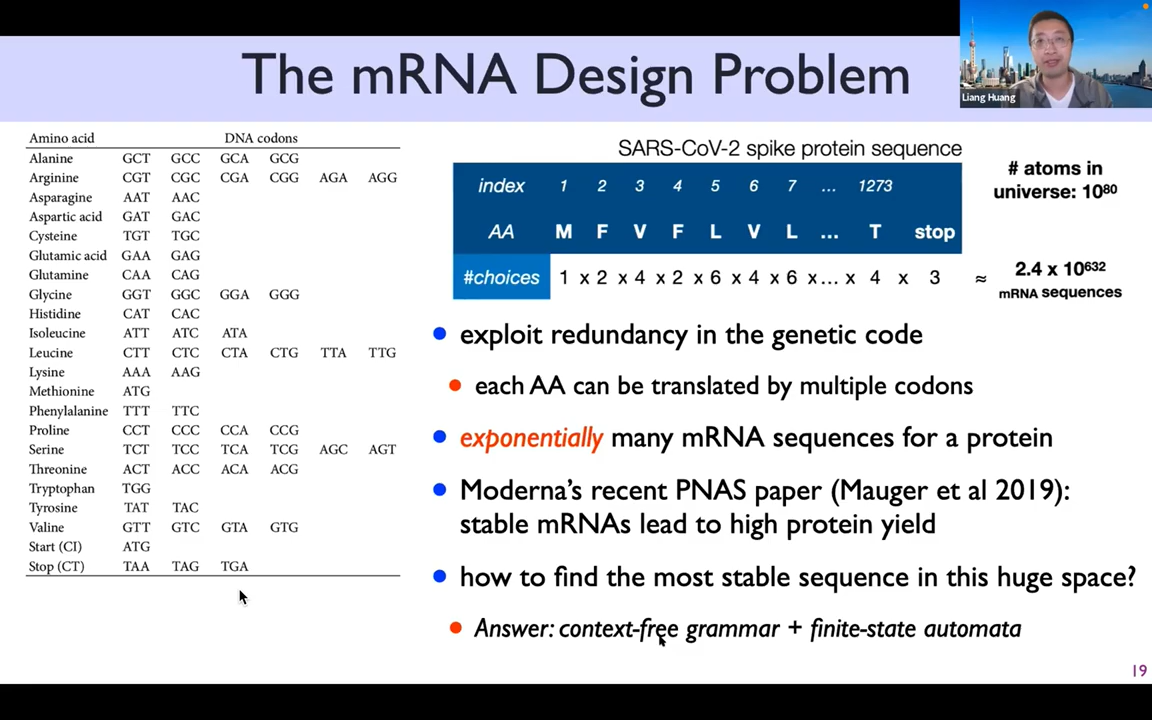 The mRNA Design Problem
Liang Huang
Amino acid DNA codons
Alanine GCT GCC GCA GCG
Arginine CGT CGC CGA CGG AGA AGG
Asparagine AAT AAC
Aspartic acid GAT GAC
Cysteine TGT TGC
Glutamic acid GAA GAG
Glutamine CAA CAG
Glycine GGT GGC GGA GGG
Histidine CAT CAC
Isoleucine ATT ATC ATA
Leucine CTT CTC CTA CTG TTA TTG
Lysine AAA AAG
Methionine ATG
Phenylalanine TTT TTC
Proline CCT CCC CCA CCG
Serine TCT TCC TCA TCG AGC AGT
Threonine ACT ACC ACA ACG
Tryptophan TGG
Tyrosine TAT TAC
Valine GTT GTC GTA GTG
Start (CI) ATG
Stop (CT) TAA TAG TGA
SARS-CoV-2 spike protein sequence
index 1 2 3 4 5 6 7 ... 1273
AA M F V F L V L ... T stop
#choices 1 x 2 x 4 x 2 x 6 x 4 x 6 x ... x 4 x 3 ≈ 2.4 x 10⁶³²
mRNA sequences
# atoms in
universe: 10⁸⁰
• exploit redundancy in the genetic code
• each AA can be translated by multiple codons
• exponentially many mRNA sequences for a protein
• Moderna's recent PNAS paper (Mauger et al 2019):
stable mRNAs lead to high protein yield
• how to find the most stable sequence in this huge space?
• Answer: context-free grammar + finite-state automata
19